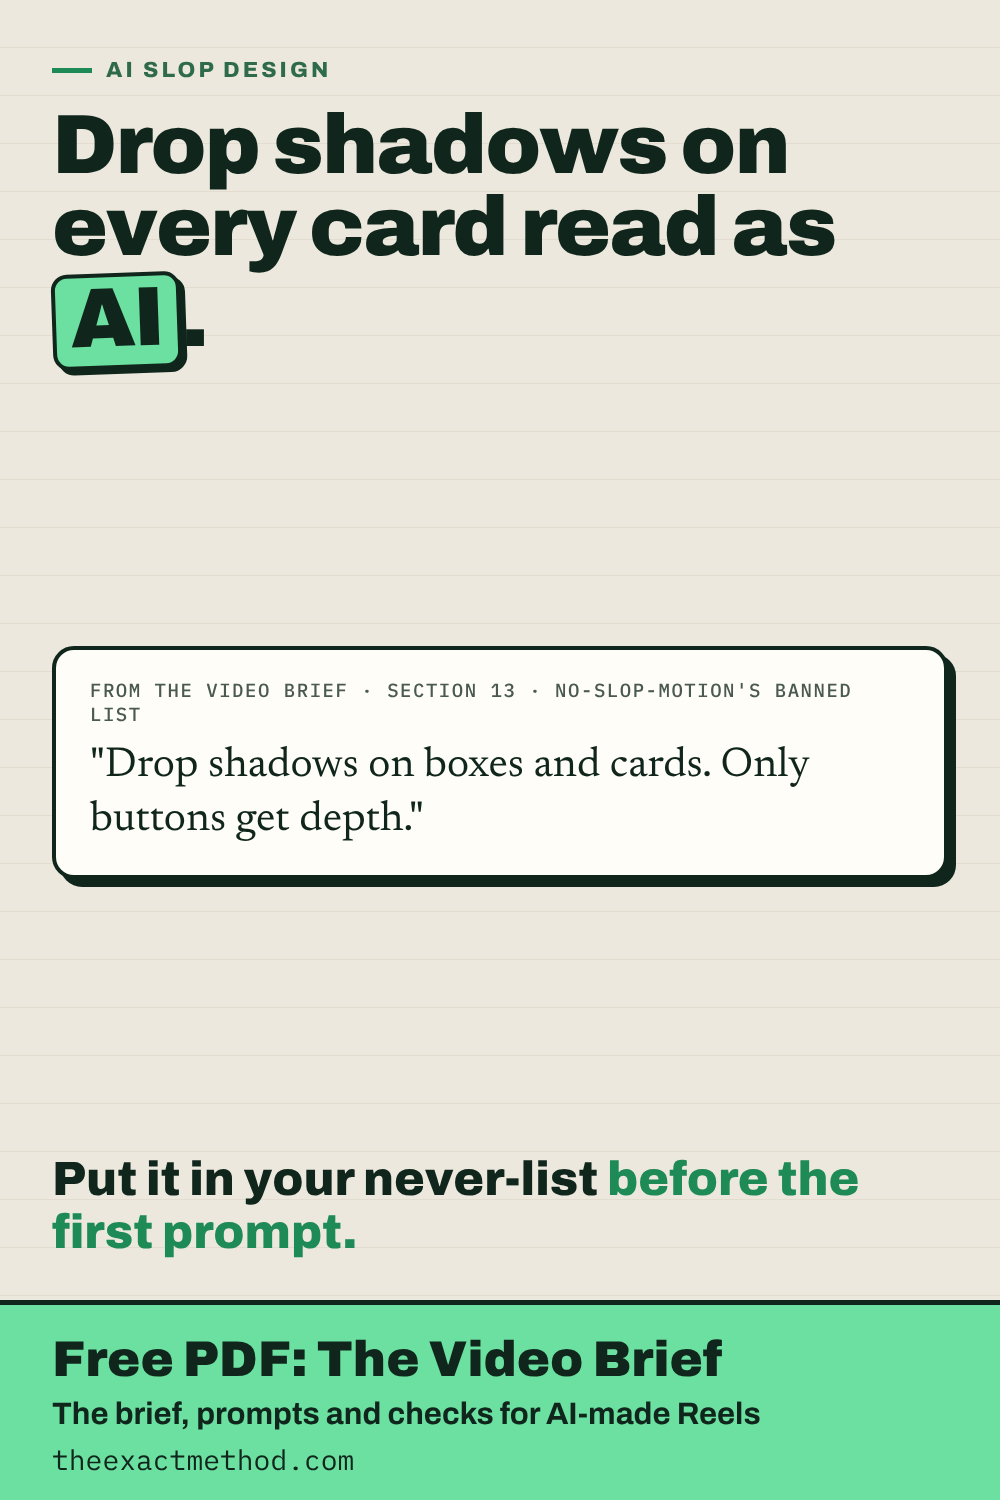 AI SLOP DESIGN
Drop shadows on
every card read as
AI.
FROM THE VIDEO BRIEF · SECTION 13 · NO-SLOP-MOTION'S BANNED
LIST
"Drop shadows on boxes and cards. Only
buttons get depth."
Put it in your never-list before the
first prompt.
Free PDF: The Video Brief
The brief, prompts and checks for AI-made Reels
theexactmethod.com